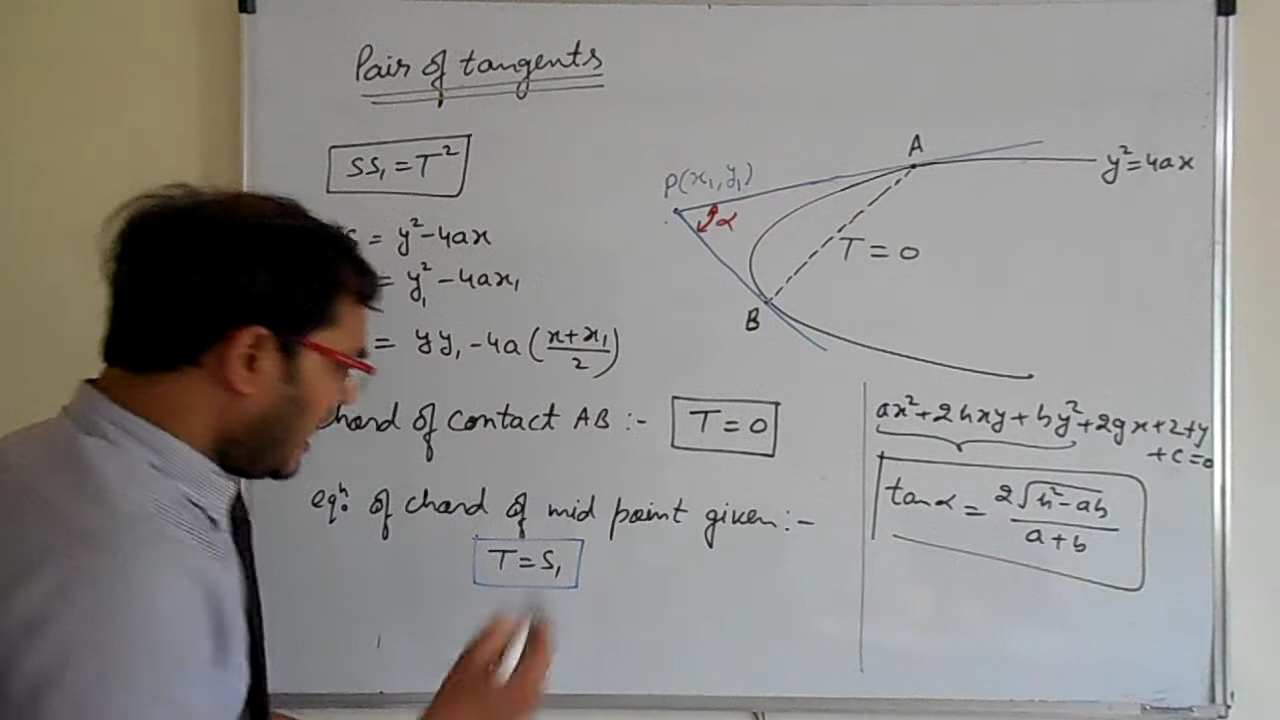 Pair of tangents
SS₁ = T²
S = y² - 4ax
= y₁² - 4ax₁
= yy₁ - 4a((x+x₁)/2)
Chord of contact AB :- T = 0
eqⁿ. of chord of mid point given :-
T = S₁
P(x₁, y₁)
A
y² = 4ax
α
T = 0
B
ax² + 2hxy + by² + 2gx + 2fy
+ c = 0
tan α = 2√(h² - ab) / (a + b)